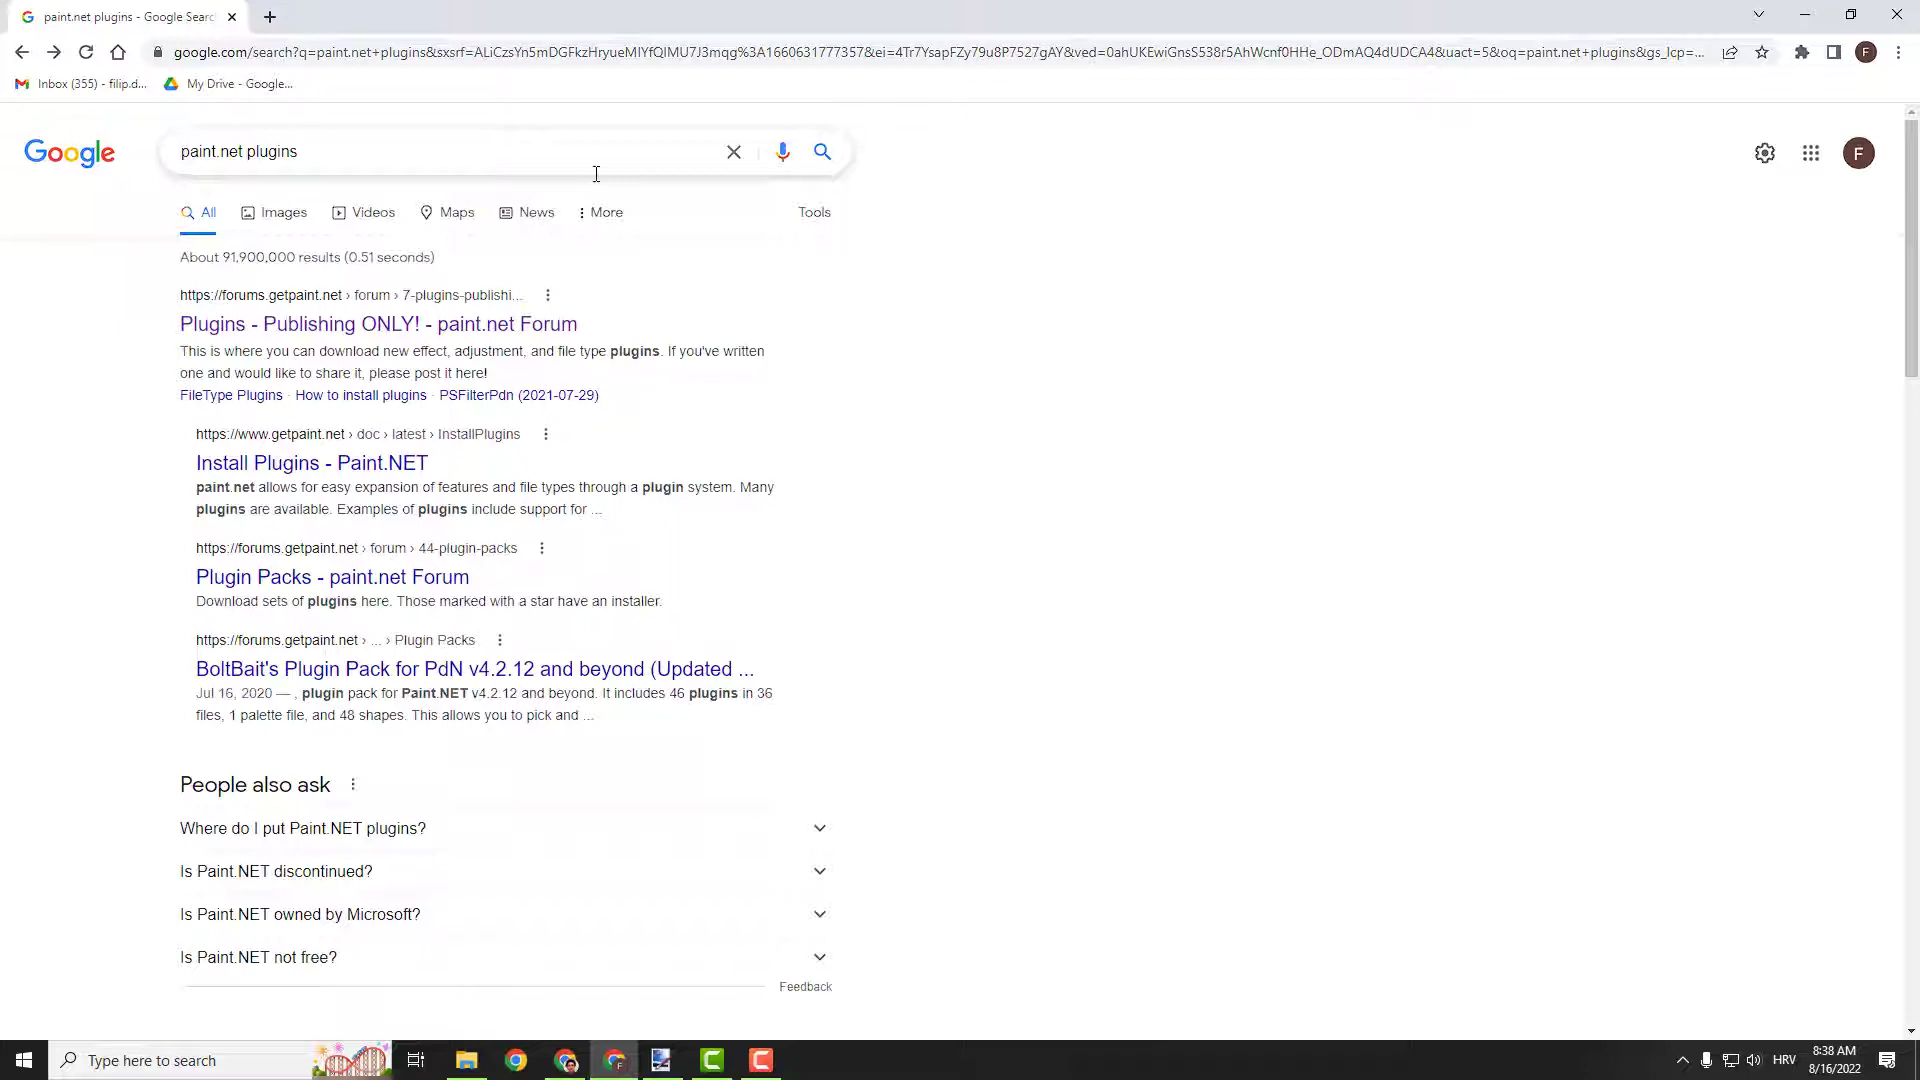 paint.net plugins - Google Searc
google.com/search?q=paint.net+plugins&sxsrf=ALiCzsYn5mDGFkzHryueMIYfQIMU7J3mqg%3A1660631777357&ei=4Tr7YsapFZy79u8P7527gAY&ved=0ahUKEwiGnsS538r5AhWcnf0HHe_ODmAQ4dUDCA4&uact=5&oq=paint.net+plugins&gs_lcp=...
F
Inbox (355) - filip.d...
My Drive - Google...
Google
paint.net plugins
F
All
Images
Videos
Maps
News
More
Tools
About 91,900,000 results (0.51 seconds)
https://forums.getpaint.net › forum › 7-plugins-publishi...
Plugins - Publishing ONLY! - paint.net Forum
This is where you can download new effect, adjustment, and file type plugins. If you've written
one and would like to share it, please post it here!
FileType Plugins · How to install plugins · PSFilterPdn (2021-07-29)
https://www.getpaint.net › doc › latest › InstallPlugins
Install Plugins - Paint.NET
paint.net allows for easy expansion of features and file types through a plugin system. Many
plugins are available. Examples of plugins include support for ...
https://forums.getpaint.net › forum › 44-plugin-packs
Plugin Packs - paint.net Forum
Download sets of plugins here. Those marked with a star have an installer.
https://forums.getpaint.net › ... › Plugin Packs
BoltBait's Plugin Pack for PdN v4.2.12 and beyond (Updated ...
Jul 16, 2020 — , plugin pack for Paint.NET v4.2.12 and beyond. It includes 46 plugins in 36
files, 1 palette file, and 48 shapes. This allows you to pick and ...
People also ask
Where do I put Paint.NET plugins?
Is Paint.NET discontinued?
Is Paint.NET owned by Microsoft?
Is Paint.NET not free?
Feedback
Type here to search
HRV
8:38 AM
8/16/2022